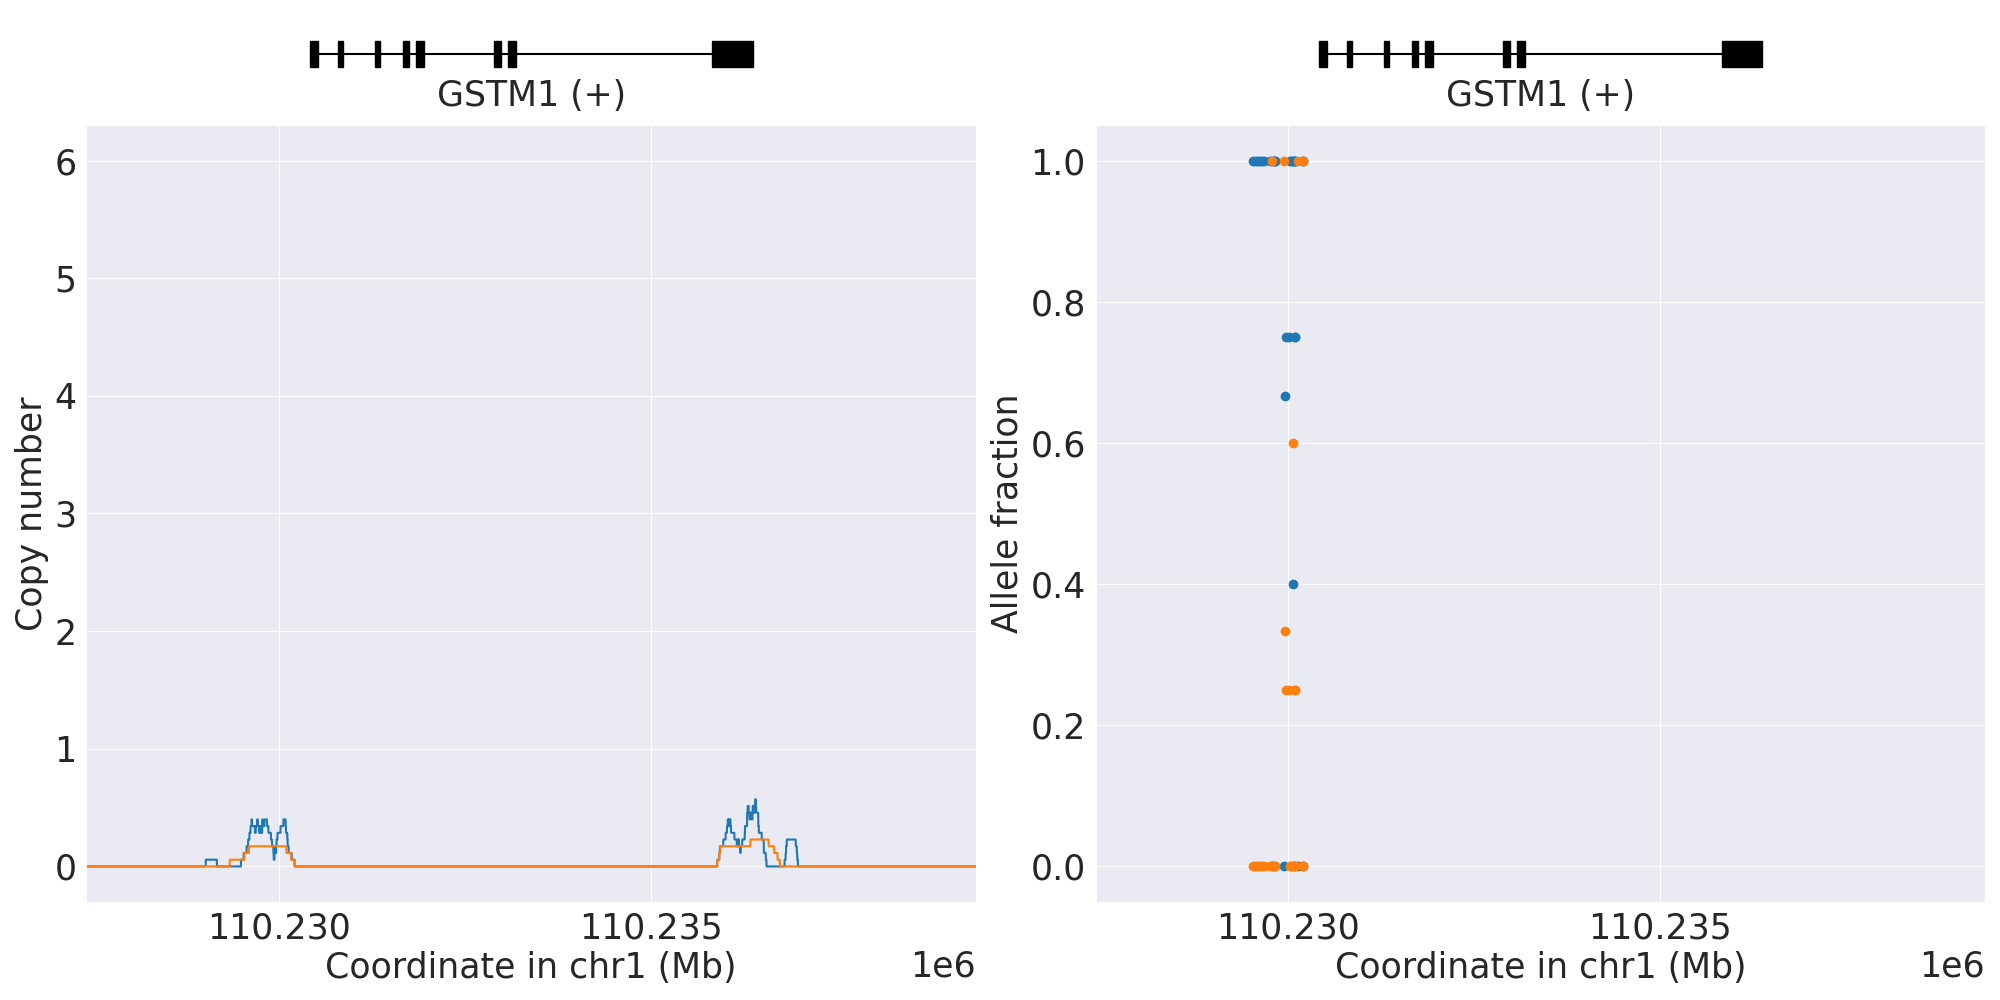 GSTM1 (+)
6
5
4
3
2
1
0
Copy number
110.230
110.235
Coordinate in chr1 (Mb)
1e6
GSTM1 (+)
1.0
0.8
0.6
0.4
0.2
0.0
Allele fraction
110.230
110.235
Coordinate in chr1 (Mb)
1e6